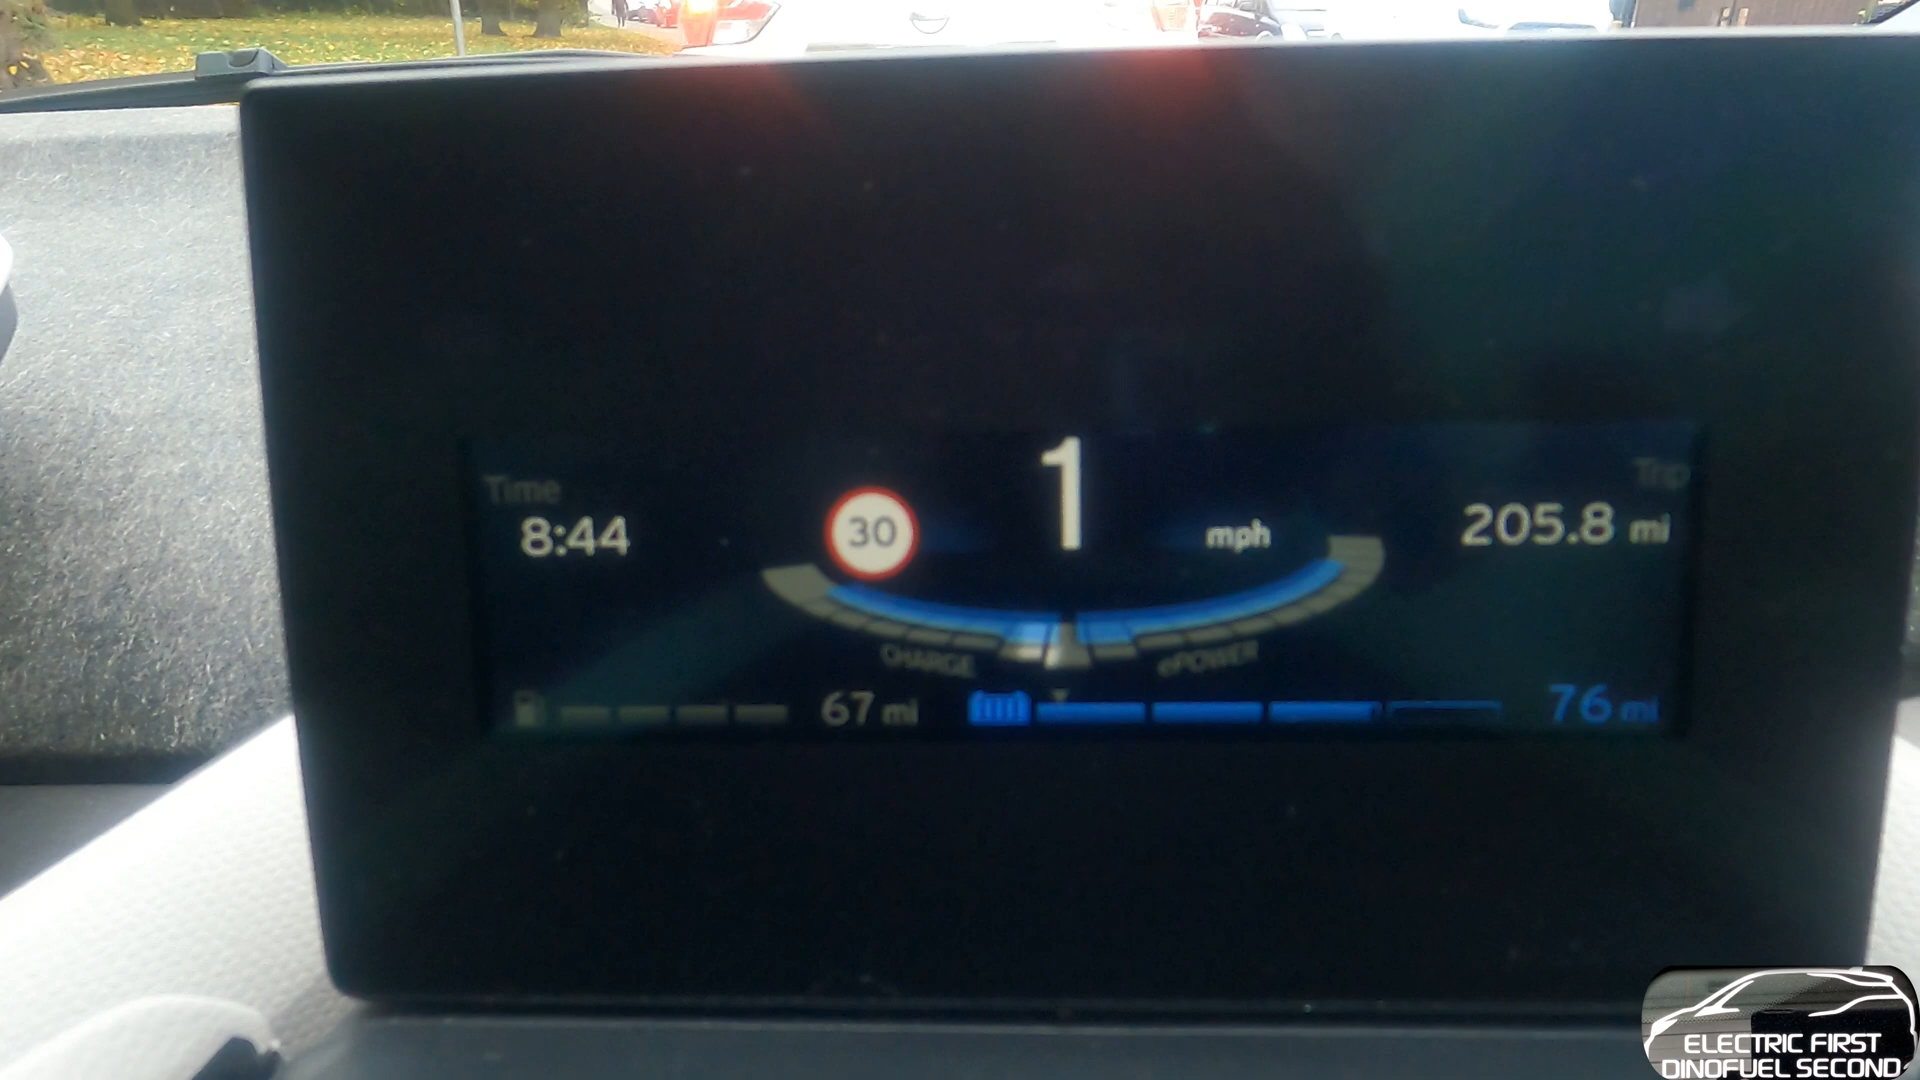 Time
8:44
30
1
mph
Trip
205.8 mi
CHARGE
ePOWER
67 mi
76 mi
ELECTRIC FIRST
DINOFUEL SECOND